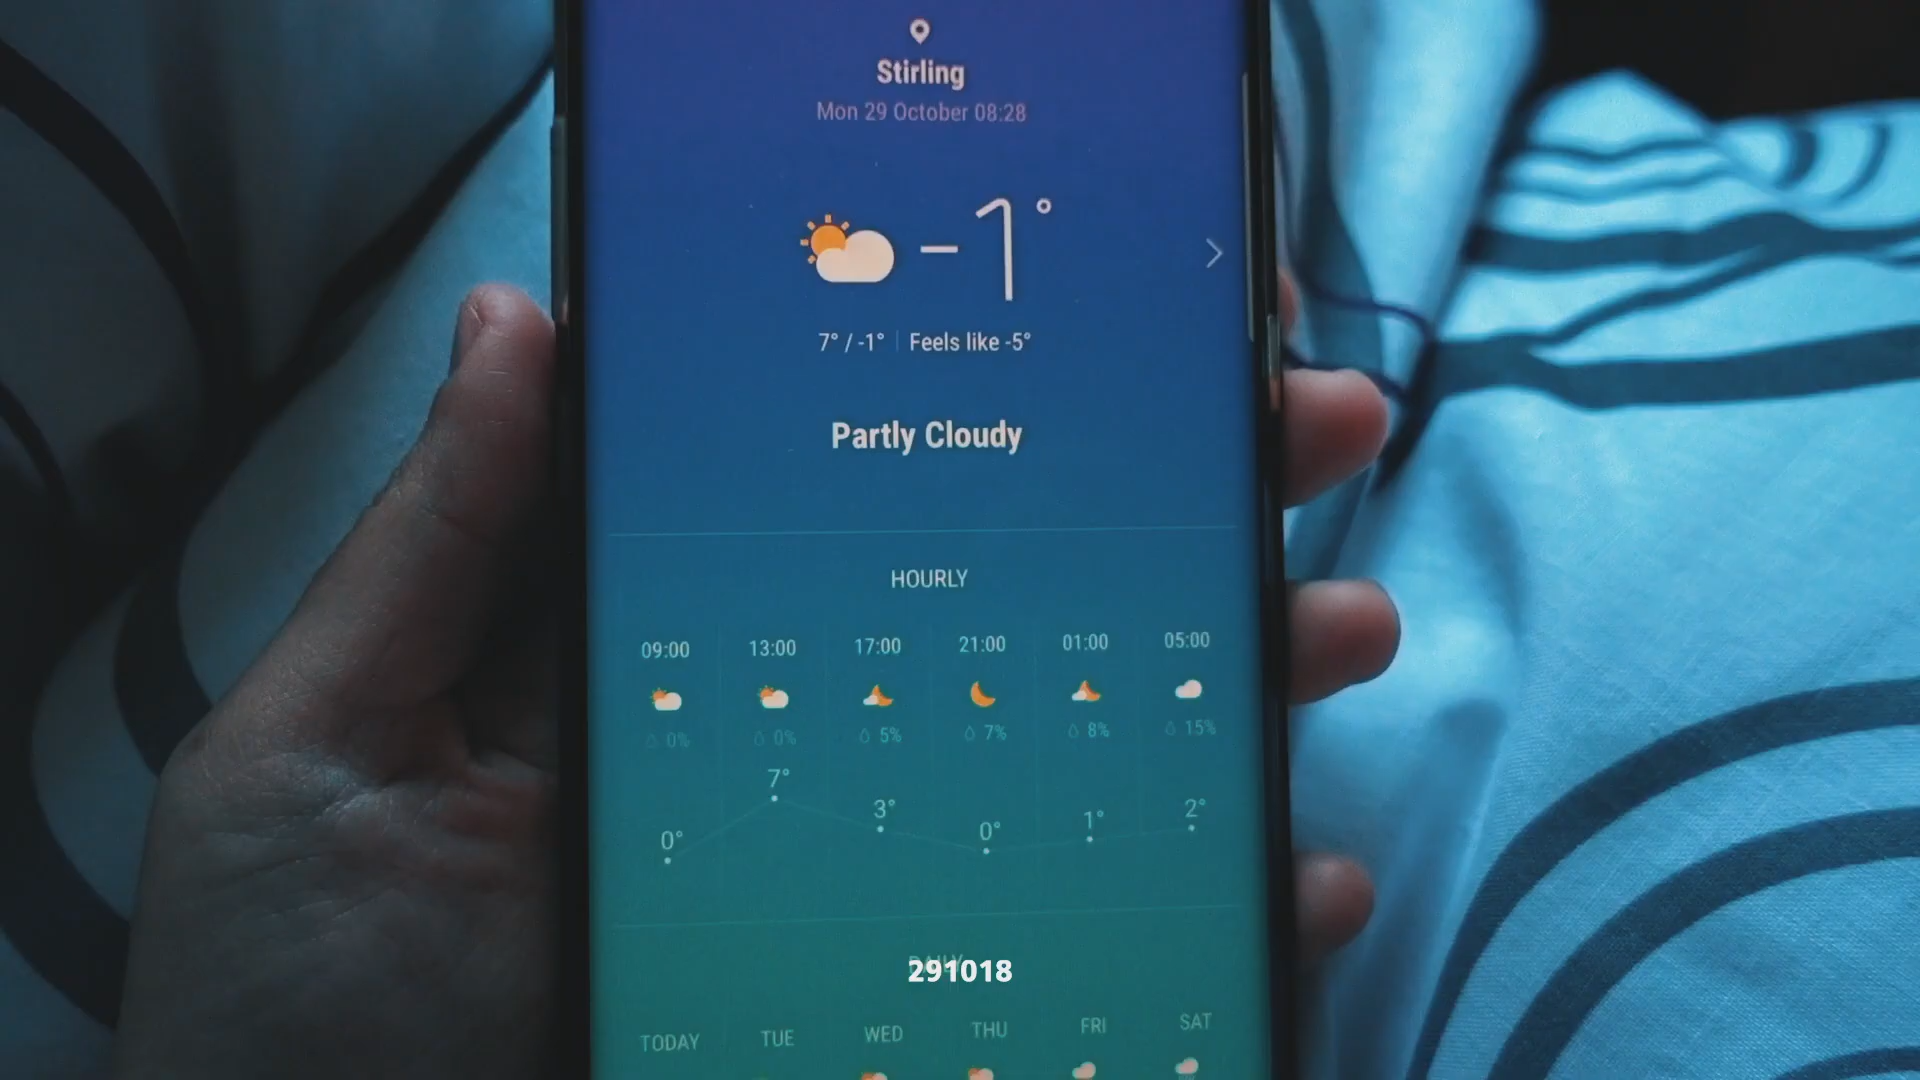 Stirling
Mon 29 October 08:28
-1°
7° / -1° | Feels like -5°
Partly Cloudy
HOURLY
09:00 13:00 17:00 21:00 01:00 05:00
0% 0% 5% 7% 8% 15%
0° 7° 3° 0° 1° 2°
DAILY
291018
TODAY TUE WED THU FRI SAT